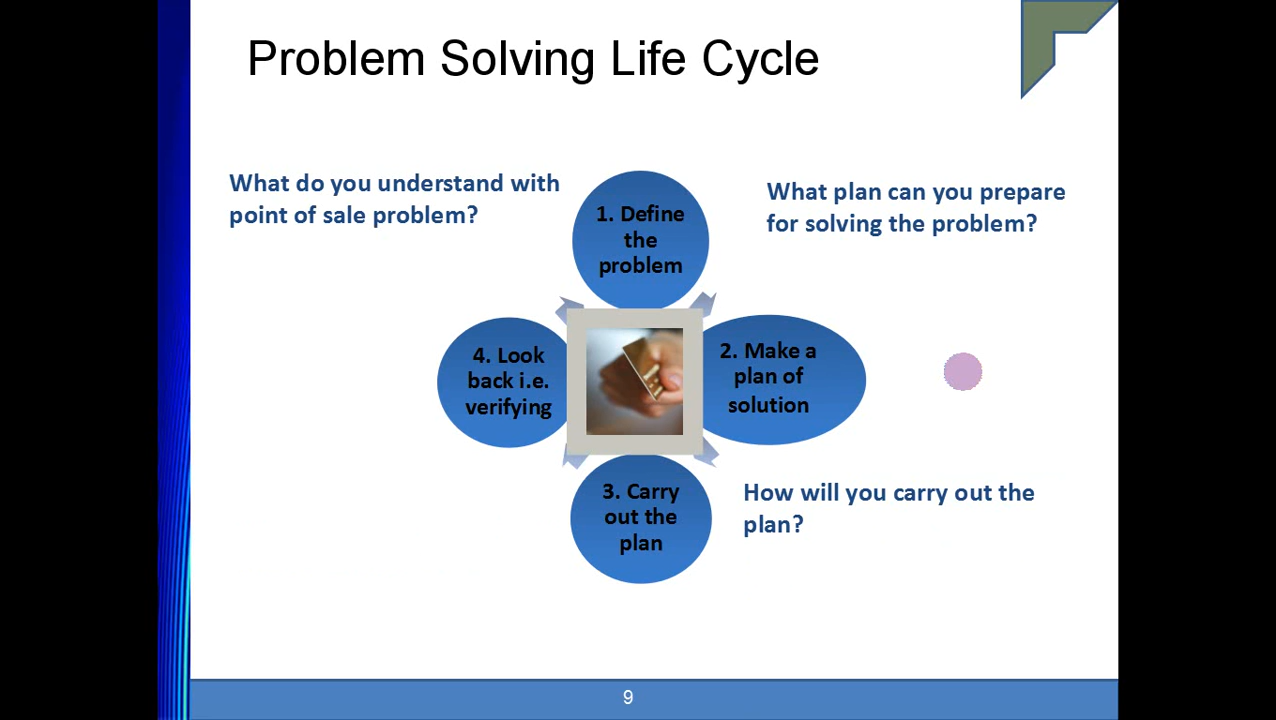 Problem Solving Life Cycle
What do you understand with
point of sale problem?
1. Define
the
problem
What plan can you prepare
for solving the problem?
4. Look
back i.e.
verifying
2. Make a
plan of
solution
3. Carry
out the
plan
How will you carry out the
plan?
9